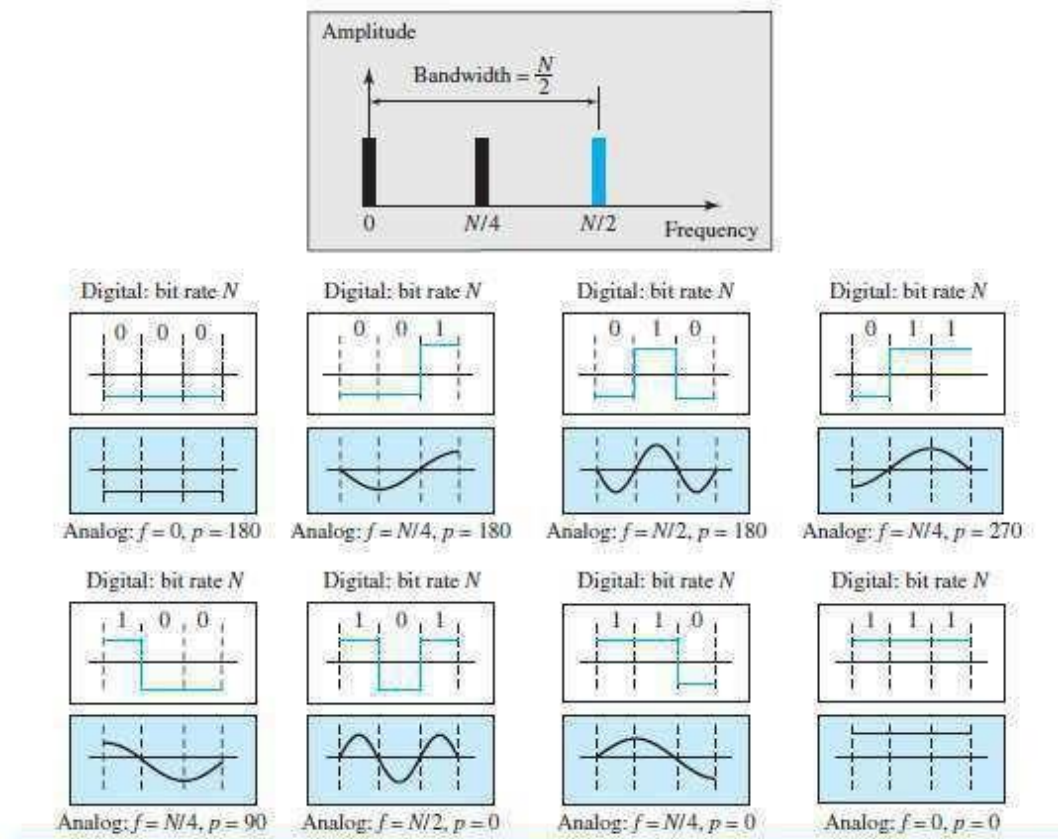 Amplitude
Bandwidth = N/2
0 N/4 N/2 Frequency
Digital: bit rate N Digital: bit rate N Digital: bit rate N Digital: bit rate N
0 0 0 0 0 1 0 1 0 0 1 1
Analog: f = 0, p = 180 Analog: f = N/4, p = 180 Analog: f = N/2, p = 180 Analog: f = N/4, p = 270
Digital: bit rate N Digital: bit rate N Digital: bit rate N Digital: bit rate N
1 0 0 1 0 1 1 1 0 1 1 1
Analog: f = N/4, p = 90 Analog: f = N/2, p = 0 Analog: f = N/4, p = 0 Analog: f = 0, p = 0